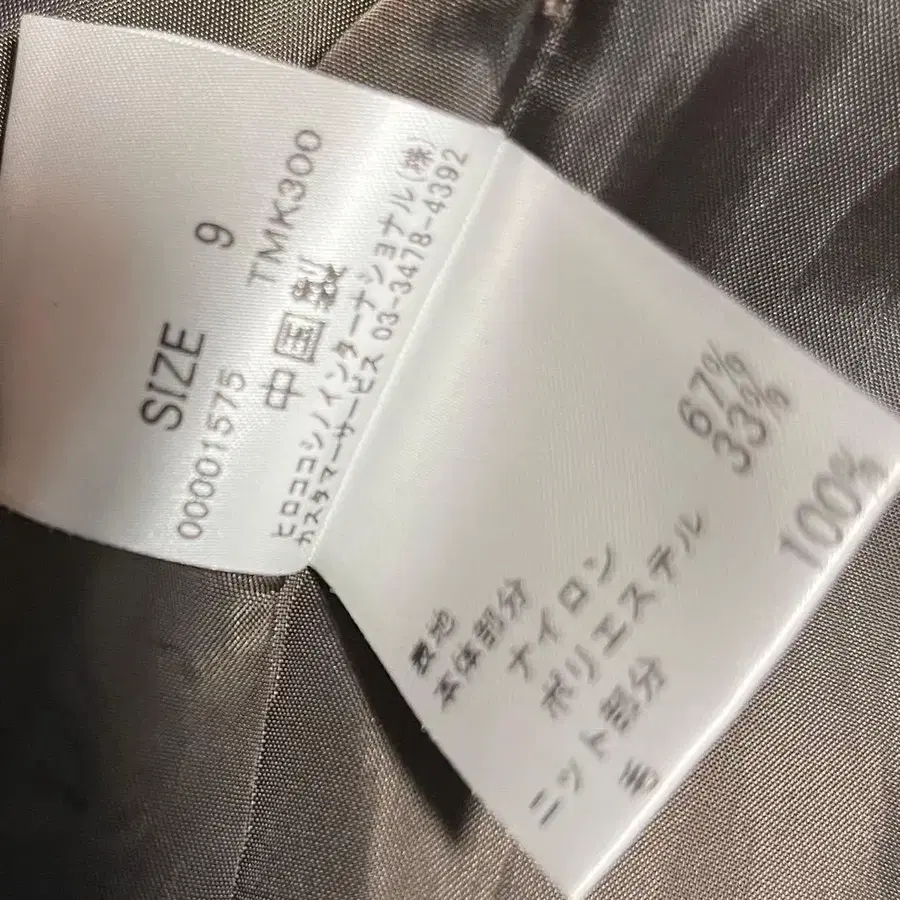 SIZE 9
00001575 TMK300
中国製
ヒロココシノインターナショナル(株)
カスタマーサービス 03-3478-4392
表地
本体部分
ナイロン 67%
ポリエステル 33%
ニット部分
毛 100%